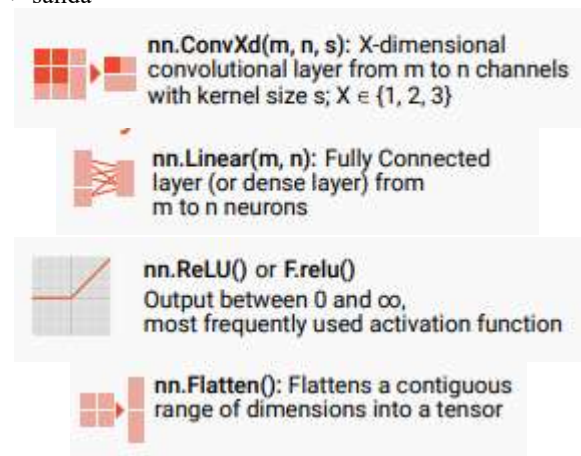 sanda
nn.ConvXd(m, n, s): X-dimensional
convolutional layer from m to n channels
with kernel size s; X ∈ {1, 2, 3}
nn.Linear(m, n): Fully Connected
layer (or dense layer) from
m to n neurons
nn.ReLU() or F.relu()
Output between 0 and ∞,
most frequently used activation function
nn.Flatten(): Flattens a contiguous
range of dimensions into a tensor